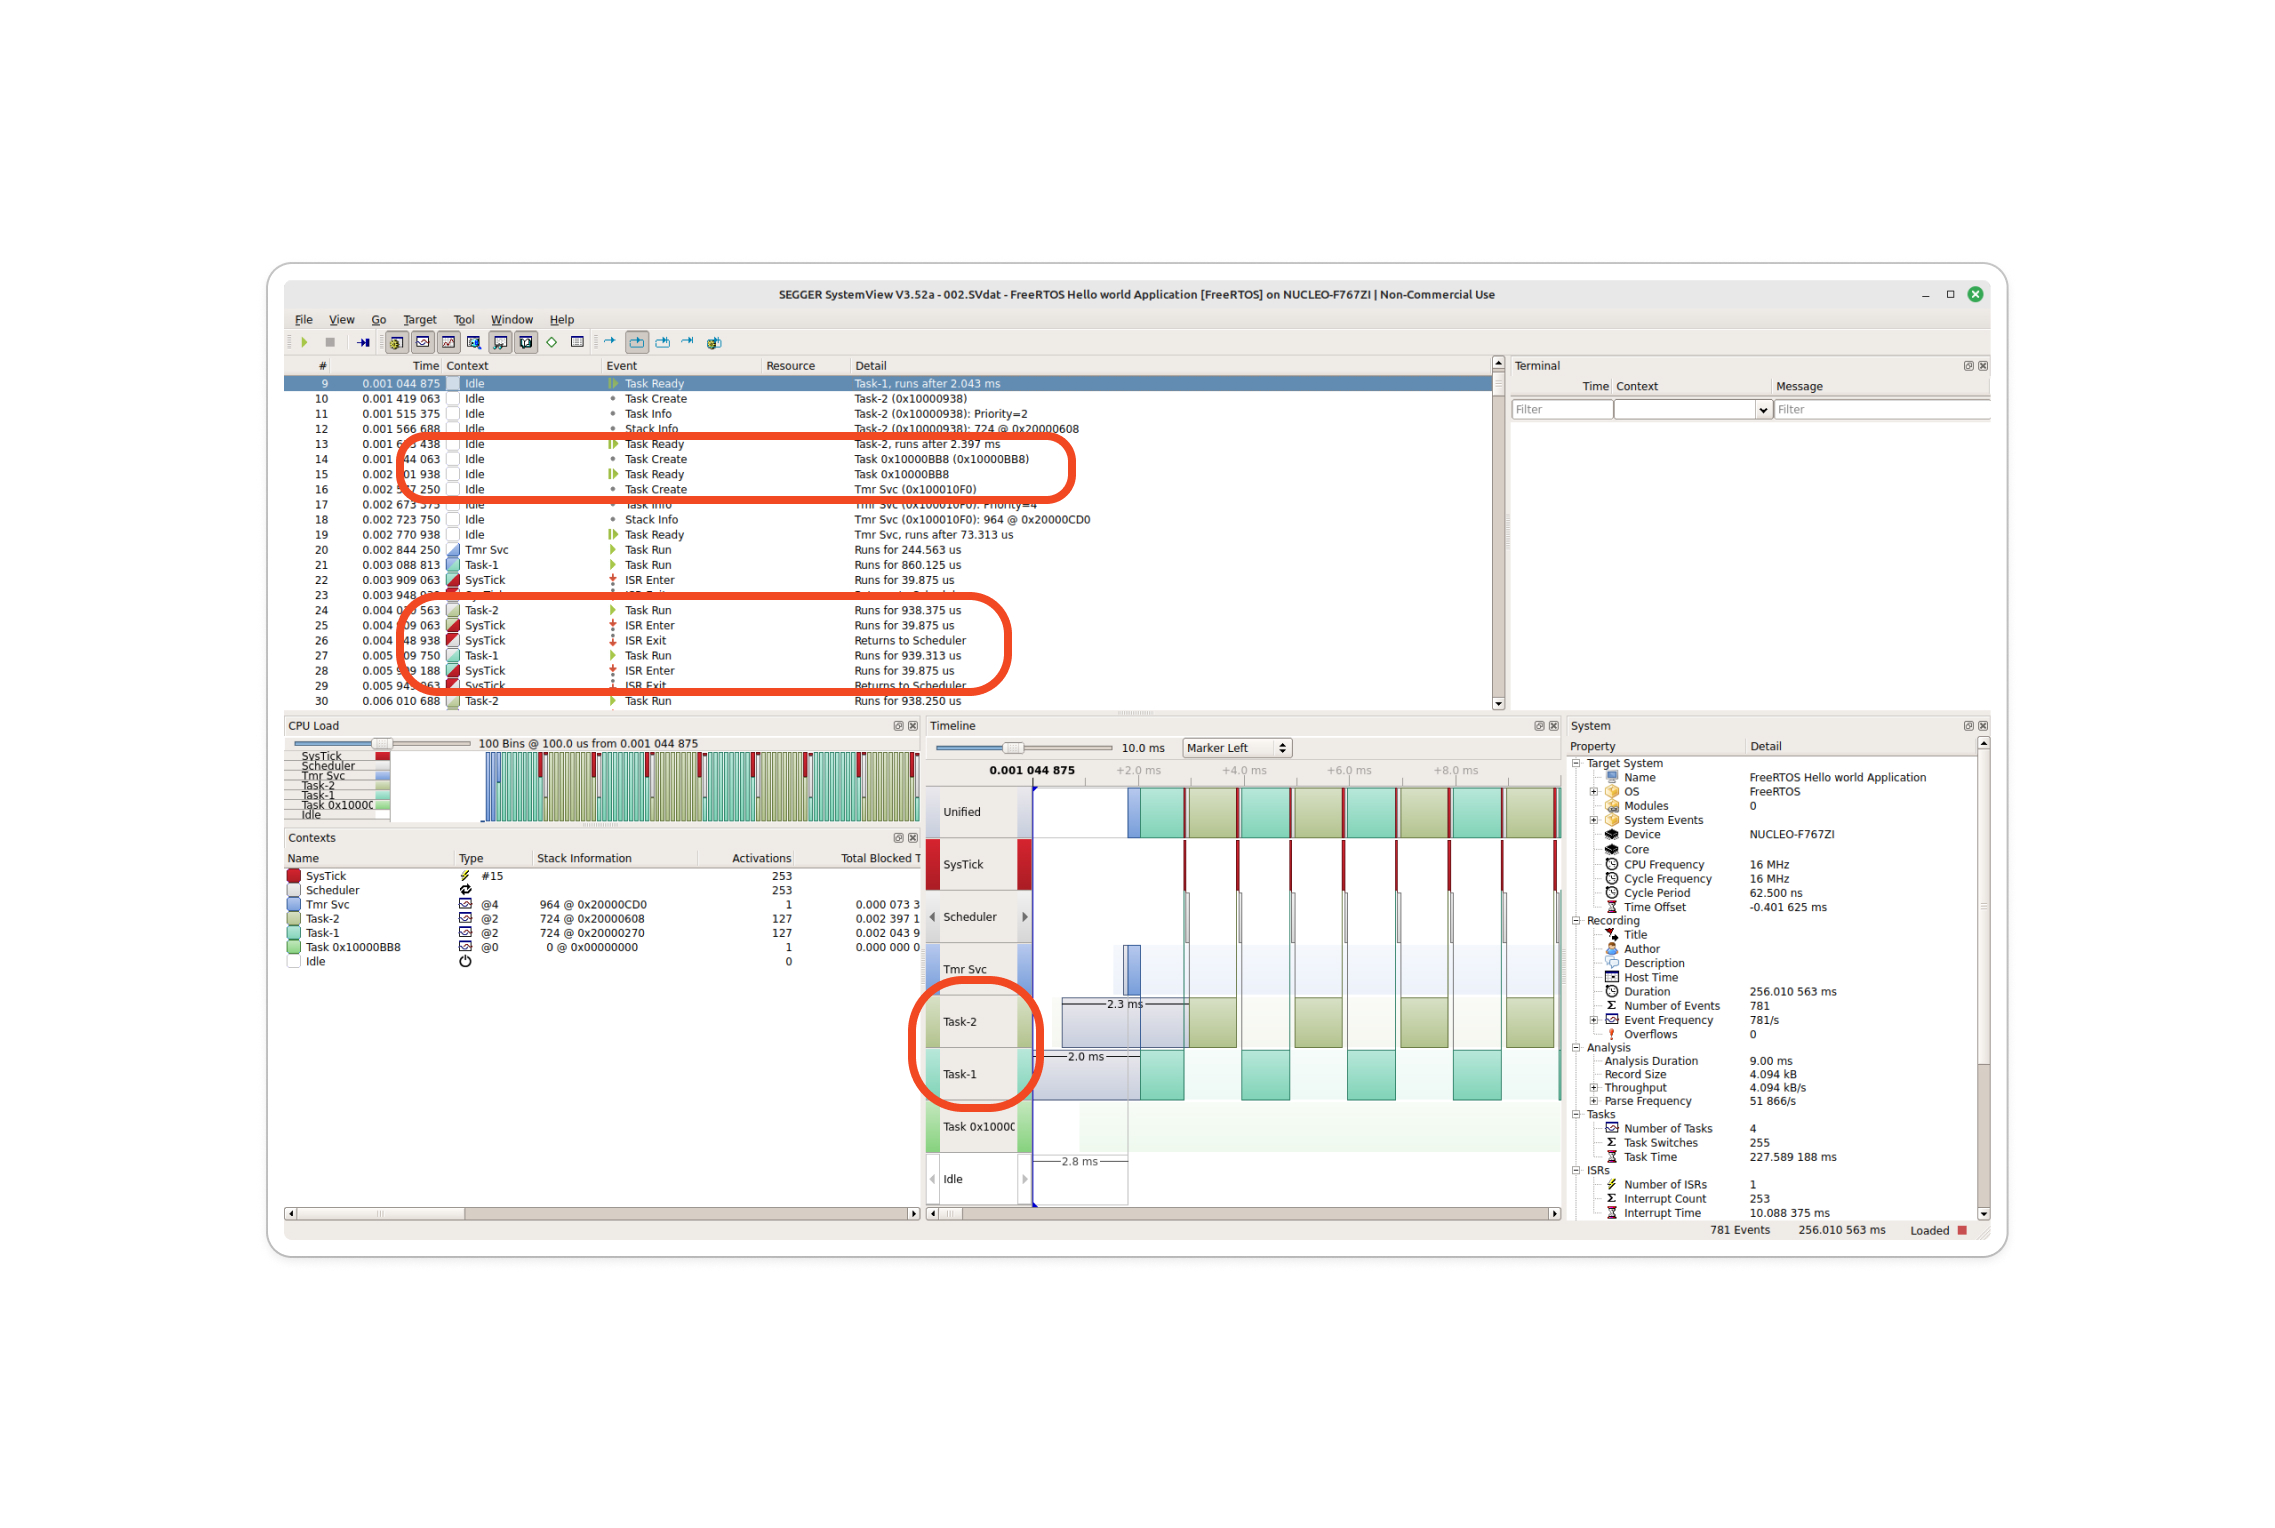 SEGGER SystemView V3.52a - 002.SVdat - FreeRTOS Hello world Application [FreeRTOS] on NUCLEO-F767ZI | Non-Commercial Use
File View Go Target Tool Window Help
# Time Context Event Resource Detail
9 0.001 044 875 Idle Task Ready Task-1, runs after 2.043 ms
10 0.001 419 063 Idle Task Create Task-2 (0x10000938)
11 0.001 515 375 Idle Task Info Task-2 (0x10000938): Priority=2
12 0.001 566 688 Idle Stack Info Task-2 (0x10000938): 724 @ 0x20000608
13 0.001 438 Idle Task Ready Task-2, runs after 2.397 ms
14 0.001 44 063 Idle Task Create Task 0x10000BB8 (0x10000BB8)
15 0.002 01 938 Idle Task Ready Task 0x10000BB8
16 0.002 250 Idle Task Create Tmr Svc (0x100010F0)
17 0.002 673 375 Idle Task Info Tmr Svc (0x100010F0): Priority=4
18 0.002 723 750 Idle Stack Info Tmr Svc (0x100010F0): 964 @ 0x20000CD0
19 0.002 770 938 Idle Task Ready Tmr Svc, runs after 73.313 us
20 0.002 844 250 Tmr Svc Task Run Runs for 244.563 us
21 0.003 088 813 Task-1 Task Run Runs for 860.125 us
22 0.003 909 063 SysTick ISR Enter Runs for 39.875 us
23 0.003 948
24 0.004 563 Task-2 Task Run Runs for 938.375 us
25 0.004 09 063 SysTick ISR Enter Runs for 39.875 us
26 0.004 48 938 SysTick ISR Exit Returns to Scheduler
27 0.005 09 750 Task-1 Task Run Runs for 939.313 us
28 0.005 188 SysTick ISR Enter Runs for 39.875 us
29 0.005 063 SysTick ISR Exit Returns to Scheduler
30 0.006 010 688 Task-2 Task Run Runs for 938.250 us
Terminal
Time Context Message
Filter Filter
CPU Load
100 Bins @ 100.0 us from 0.001 044 875
SysTick
Scheduler
Tmr Svc
Task-2
Task-1
Task 0x1000
Idle
Contexts
Name Type Stack Information Activations Total Blocked T
SysTick #15 253
Scheduler 253
Tmr Svc @4 964 @ 0x20000CD0 1 0.000 073 3
Task-2 @2 724 @ 0x20000608 127 0.002 397 1
Task-1 @2 724 @ 0x20000270 127 0.002 043 9
Task 0x10000BB8 @0 0 @ 0x00000000 1 0.000 000 0
Idle 0
Timeline
10.0 ms Marker Left
0.001 044 875 +2.0 ms +4.0 ms +6.0 ms +8.0 ms
Unified
SysTick
Scheduler
Tmr Svc
2.3 ms
Task-2
2.0 ms
Task-1
Task 0x1000
2.8 ms
Idle
System
Property Detail
Target System
Name FreeRTOS Hello world Application
OS FreeRTOS
Modules 0
System Events
Device NUCLEO-F767ZI
Core
CPU Frequency 16 MHz
Cycle Frequency 16 MHz
Cycle Period 62.500 ns
Time Offset -0.401 625 ms
Recording
Title
Author
Description
Host Time
Duration 256.010 563 ms
Number of Events 781
Event Frequency 781/s
Overflows 0
Analysis
Analysis Duration 9.00 ms
Record Size 4.094 kB
Throughput 4.094 kB/s
Parse Frequency 51 866/s
Tasks
Number of Tasks 4
Task Switches 255
Task Time 227.589 188 ms
ISRs
Number of ISRs 1
Interrupt Count 253
Interrupt Time 10.088 375 ms
781 Events 256.010 563 ms Loaded